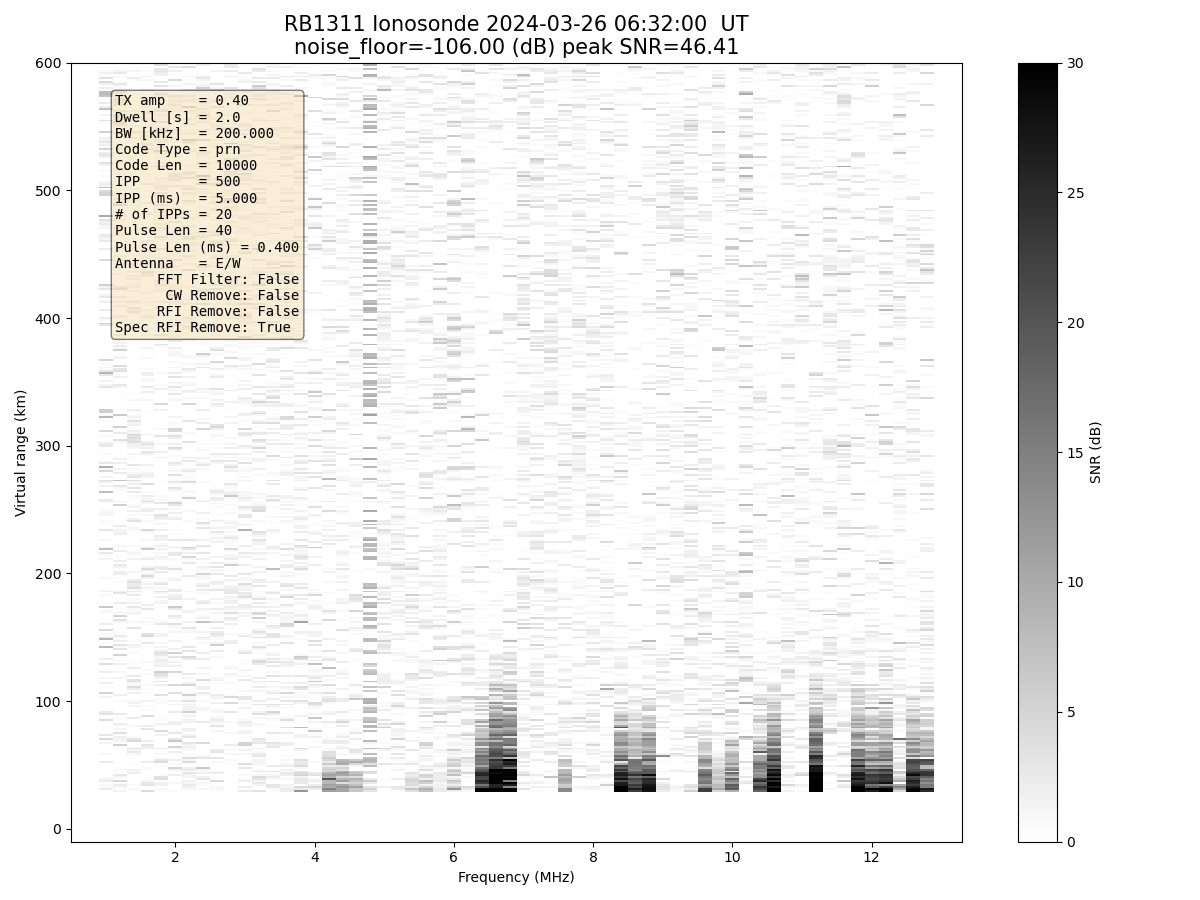 RB1311 Ionosonde 2024-03-26 06:32:00  UT
noise_floor=-106.00 (dB) peak SNR=46.41
TX amp    = 0.40
Dwell [s] = 2.0
BW [kHz]  = 200.000
Code Type = prn
Code Len  = 10000
IPP       = 500
IPP (ms)  = 5.000
# of IPPs = 20
Pulse Len = 40
Pulse Len (ms) = 0.400
Antenna   = E/W
FFT Filter: False
CW Remove: False
RFI Remove: False
Spec RFI Remove: True
Virtual range (km)
600
500
400
300
200
100
0
2 4 6 8 10 12
Frequency (MHz)
30
25
20
15
10
5
0
SNR (dB)